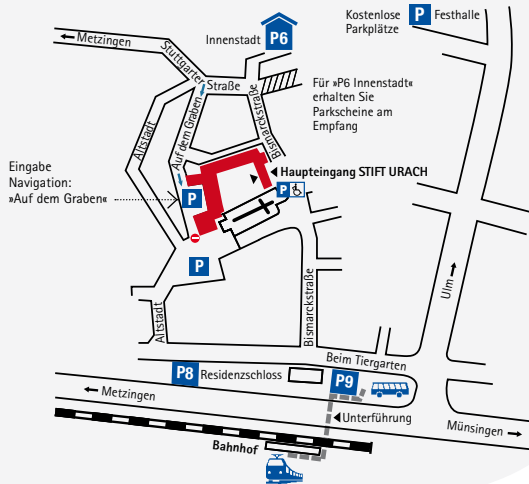 Metzingen
Stuttgarter
Straße
Innenstadt
P6
Kostenlose
Parkplätze
P
Festhalle
Für »P6 Innenstadt«
erhalten Sie
Parkscheine am
Empfang
Altstadt
Auf dem Graben
Bismarckstraße
Haupteingang STIFT URACH
P
Eingabe
Navigation:
»Auf dem Graben«
P
P
Altstadt
Bismarckstraße
Ulm
Beim Tiergarten
P8
Residenzschloss
P9
Metzingen
Unterführung
Münsingen
Bahnhof